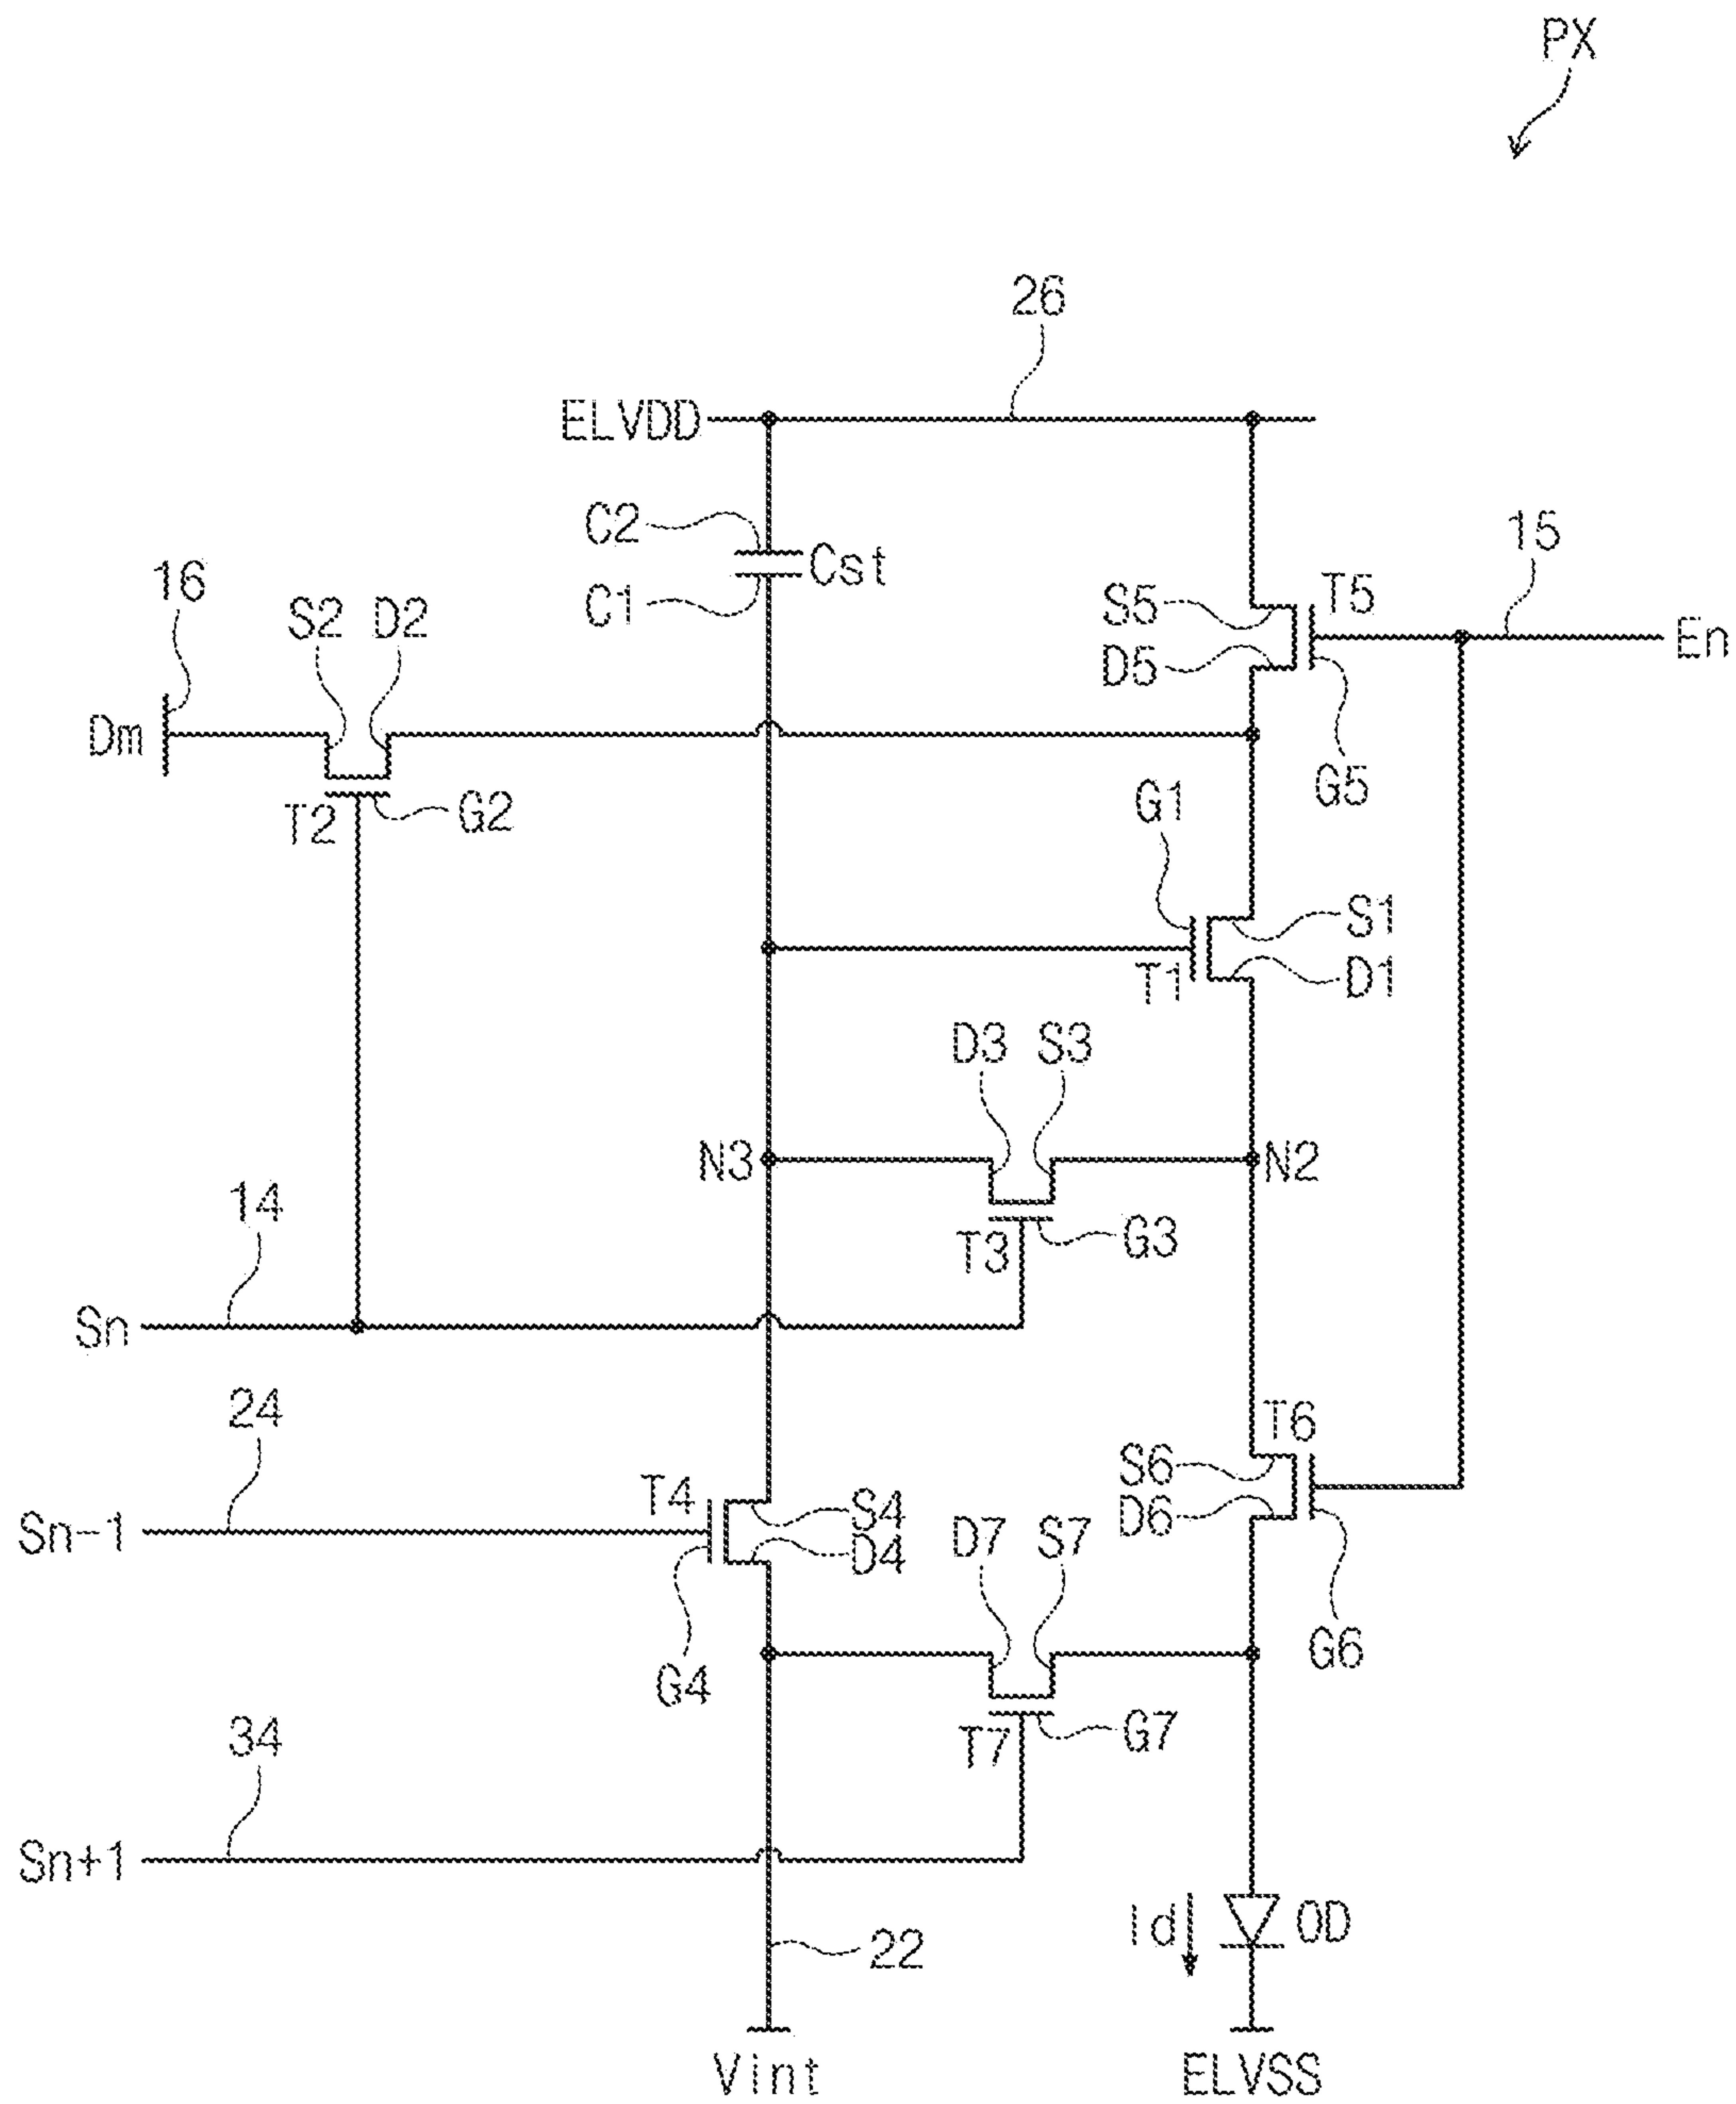 PX
26
ELVDD
C2
Cst
C1
15
16
S2 D2
S5 T5
D5
En
Dm
G5
T2 G2
G1
S1
T1 D1
D3 S3
N3 N2
14
T3 G3
Sn
24
T6
T4 S4
S6
D6
Sn-1
D4
D7 S7
G4
G6
34
T7 G7
Sn+1
22
Id OD
Vint
ELVSS